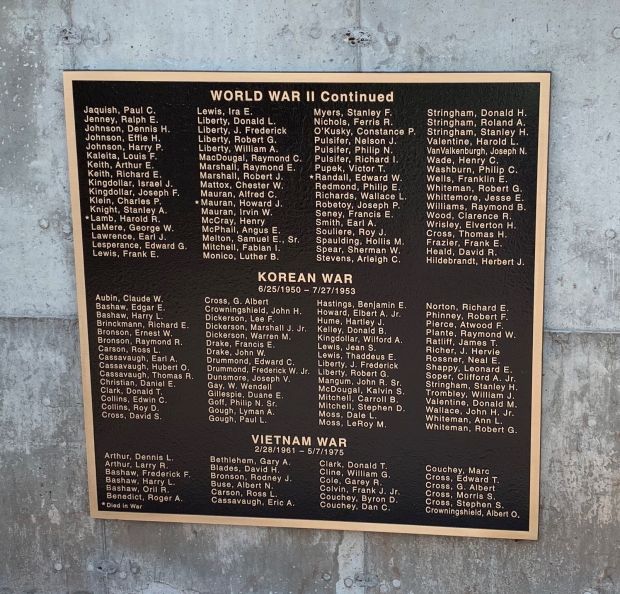 WORLD WAR II Continued
Jaquish, Paul C.
Jenney, Ralph E.
Johnson, Dennis H.
Johnson, Effie H.
Johnson, Harry P.
Kaleita, Louis F.
Keith, Arthur E.
Keith, Richard E.
Kingdollar, Israel J.
Kingdollar, Joseph F.
Klein, Charles P.
Knight, Stanley A.
*Lamb, Harold R.
LaMere, George W.
Lawrence, Earl J.
Lesperance, Edward G.
Lewis, Frank E.
Lewis, Ira E.
Liberty, Donald L.
Liberty, J. Frederick
Liberty, Robert G.
Liberty, William A.
MacDougal, Raymond C.
Marshall, Raymond E.
Marshall, Robert J.
Mattox, Chester W.
Mauran, Alfred C.
*Mauran, Howard J.
Mauran, Irvin W.
McCray, Henry
McPhail, Angus E.
Melton, Samuel E., Sr.
Mitchell, Fabian I.
Monico, Luther B.
Myers, Stanley F.
Nichols, Ferris R.
O'Kusky, Constance P.
Pulsifer, Nelson J.
Pulsifer, Philip N.
Pulsifer, Richard I.
Pupek, Victor T.
*Randall, Edward W.
Redmond, Philip E.
Richards, Wallace L.
Robetoy, Joseph P.
Seney, Francis E.
Smith, Earl A.
Souliere, Roy J.
Spaulding, Hollis M.
Spear, Sherman W.
Stevens, Arleigh C.
Stringham, Donald H.
Stringham, Roland A.
Stringham, Stanley H.
Valentine, Harold L.
VanValkenburgh, Joseph N.
Wade, Henry C.
Washburn, Philip C.
Wells, Franklin E.
Whiteman, Robert G.
Whittemore, Jesse E.
Williams, Raymond B.
Wood, Clarence R.
Wrisley, Elverton H.
Cross, Thomas H.
Frazier, Frank E.
Heald, David R.
Hildebrandt, Herbert J.
KOREAN WAR
6/25/1950 - 7/27/1953
Aubin, Claude W.
Bashaw, Edgar E.
Bashaw, Harry L.
Brinckmann, Richard E.
Bronson, Ernest W.
Bronson, Raymond R.
Carson, Ross L.
Cassavaugh, Earl A.
Cassavaugh, Hubert O.
Cassavaugh, Thomas R.
Christian, Daniel E.
Clark, Donald T.
Collins, Edwin C.
Collins, Roy D.
Cross, David S.
Cross, G. Albert
Crowningshield, John H.
Dickerson, Lee F.
Dickerson, Marshall J. Jr.
Dickerson, Warren M.
Drake, Francis E.
Drake, John W.
Drummond, Edward C.
Drummond, Frederick W. Jr.
Dunsmore, Joseph V.
Gay, W. Wendell
Gillespie, Duane E.
Goff, Philip N. Sr.
Gough, Lyman A.
Gough, Paul L.
Hastings, Benjamin E.
Howard, Elbert A. Jr.
Hume, Hartley J.
Kelley, Donald B.
Kingdollar, Wilford A.
Lewis, Jean S.
Lewis, Thaddeus E.
Liberty, J. Frederick
Liberty, Robert G.
Mangum, John R. Sr.
McDougal, Kalvin S.
Mitchell, Carroll B.
Mitchell, Stephen D.
Moss, Dale L.
Moss, LeRoy M.
Norton, Richard E.
Phinney, Robert F.
Pierce, Atwood F.
Plante, Raymond W.
Ratliff, James T.
Richer, J. Hervie
Rossner, Neal E.
Shappy, Leonard E.
Soper, Clifford A. Jr.
Stringham, Stanley H.
Trombley, William J.
Valentine, Donald M.
Wallace, John H. Jr.
Whiteman, Ann L.
Whiteman, Robert G.
VIETNAM WAR
2/28/1961 - 5/7/1975
Arthur, Dennis L.
Arthur, Larry R.
Bashaw, Frederick F.
Bashaw, Harry L.
Bashaw, Oril R.
Benedict, Roger A.
Bethlehem, Gary A.
Blades, David H.
Bronson, Rodney J.
Buse, Albert N.
Carson, Ross L.
Cassavaugh, Eric A.
Clark, Donald T.
Cline, William G.
Cole, Garey R.
Colvin, Frank J. Jr.
Couchey, Byron D.
Couchey, Dan C.
Couchey, Marc
Cross, Edward T.
Cross, G. Albert
Cross, Morris S.
Cross, Stephen S.
Crowningshield, Albert O.
*Died in War